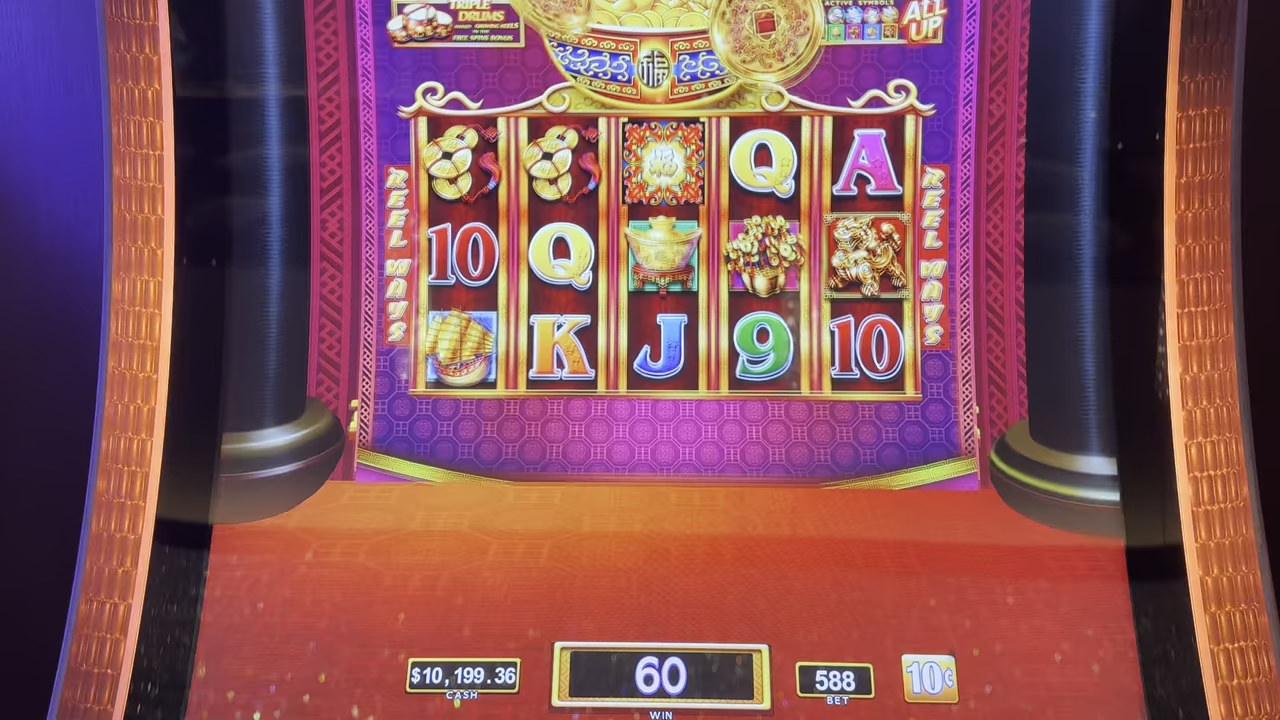 TRIPLE
DRUMS
FREE SPINS BONUS
ACTIVE SYMBOLS
ALL
UP
福
REEL WAYS
REEL WAYS
Q A
10 Q
K J 9 10
$10,199.36
CASH
60
WIN
588
BET
10¢